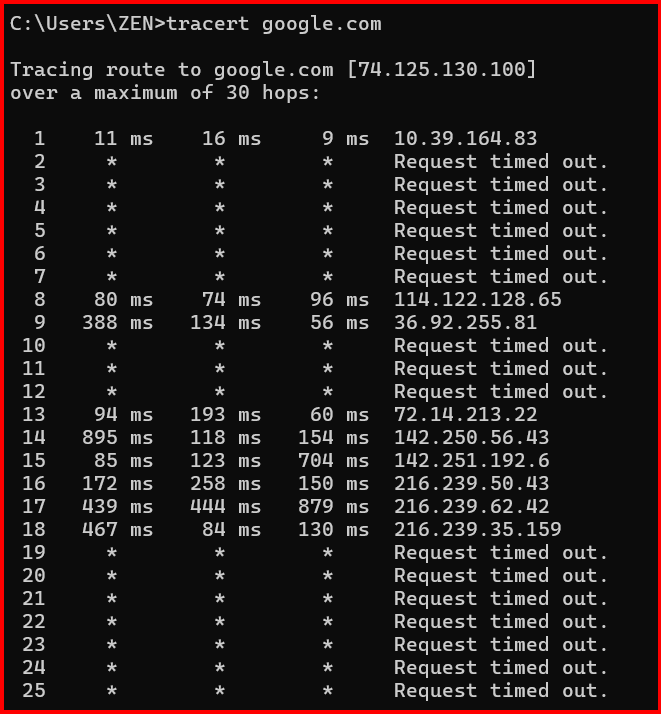 C:\Users\ZEN>tracert google.com
Tracing route to google.com [74.125.130.100]
over a maximum of 30 hops:
1 11 ms 16 ms 9 ms 10.39.164.83
2 * * * Request timed out.
3 * * * Request timed out.
4 * * * Request timed out.
5 * * * Request timed out.
6 * * * Request timed out.
7 * * * Request timed out.
8 80 ms 74 ms 96 ms 114.122.128.65
9 388 ms 134 ms 56 ms 36.92.255.81
10 * * * Request timed out.
11 * * * Request timed out.
12 * * * Request timed out.
13 94 ms 193 ms 60 ms 72.14.213.22
14 895 ms 118 ms 154 ms 142.250.56.43
15 85 ms 123 ms 704 ms 142.251.192.6
16 172 ms 258 ms 150 ms 216.239.50.43
17 439 ms 444 ms 879 ms 216.239.62.42
18 467 ms 84 ms 130 ms 216.239.35.159
19 * * * Request timed out.
20 * * * Request timed out.
21 * * * Request timed out.
22 * * * Request timed out.
23 * * * Request timed out.
24 * * * Request timed out.
25 * * * Request timed out.